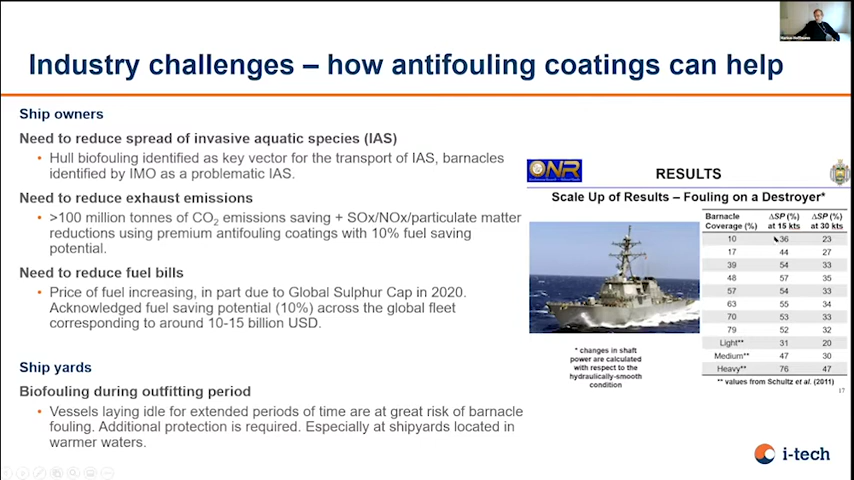 Industry challenges – how antifouling coatings can help
Ship owners
Need to reduce spread of invasive aquatic species (IAS)
• Hull biofouling identified as key vector for the transport of IAS, barnacles
identified by IMO as a problematic IAS.
Need to reduce exhaust emissions
• >100 million tonnes of CO2 emissions saving + SOx/NOx/particulate matter
reductions using premium antifouling coatings with 10% fuel saving
potential.
Need to reduce fuel bills
• Price of fuel increasing, in part due to Global Sulphur Cap in 2020.
Acknowledged fuel saving potential (10%) across the global fleet
corresponding to around 10-15 billion USD.
Ship yards
Biofouling during outfitting period
• Vessels laying idle for extended periods of time are at great risk of barnacle
fouling. Additional protection is required. Especially at shipyards located in
warmer waters.
ONR
RESULTS
Scale Up of Results – Fouling on a Destroyer*
Barnacle Coverage (%) ΔSP (%) at 15 kts ΔSP (%) at 30 kts
10 36 23
17 44 27
39 54 33
48 57 35
57 54 33
63 55 34
70 53 33
79 52 32
Light** 31 20
Medium** 47 30
Heavy** 76 47
* changes in shaft
power are calculated
with respect to the
hydraulically-smooth
condition
** values from Schultz et al. (2011)
17
i-tech